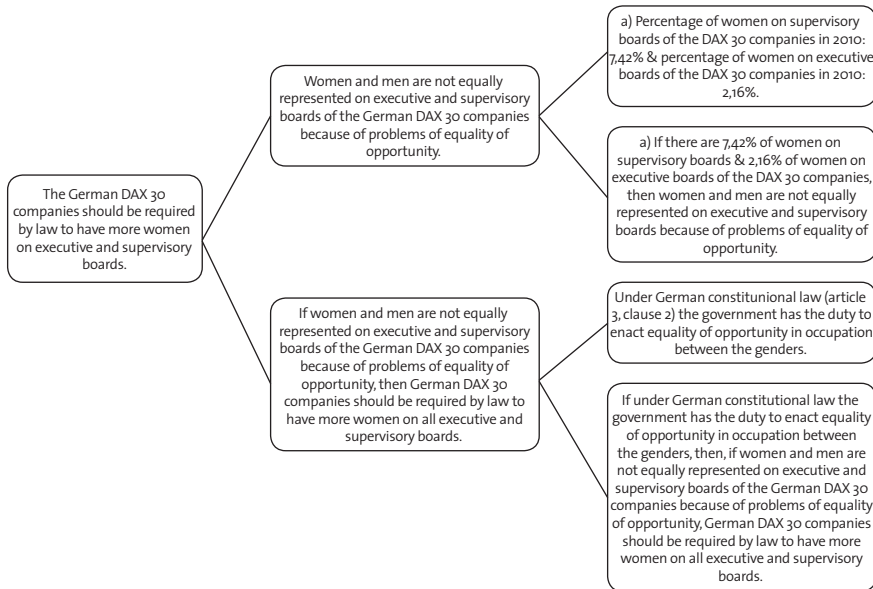 The German DAX 30
companies should be required
by law to have more women
on executive and supervisory
boards.
Women and men are not equally
represented on executive and supervisory
boards of the German DAX 30 companies
because of problems of equality of
opportunity.
a) Percentage of women on supervisory
boards of the DAX 30 companies in 2010:
7,42% & percentage of women on executive
boards of the DAX 30 companies in 2010:
2,16%.
a) If there are 7,42% of women on
supervisory boards & 2,16% of women on
executive boards of the DAX 30 companies,
then women and men are not equally
represented on executive and supervisory
boards because of problems of equality of
opportunity.
If women and men are not equally
represented on executive and supervisory
boards of the German DAX 30 companies
because of problems of equality of
opportunity, then German DAX 30
companies should be required by law to
have more women on all executive and
supervisory boards.
Under German constitunional law (article
3, clause 2) the government has the duty to
enact equality of opportunity in occupation
between the genders.
If under German constitutional law the
government has the duty to enact equality
of opportunity in occupation between
the genders, then, if women and men are
not equally represented on executive and
supervisory boards of the German DAX 30
companies because of problems of equality
of opportunity, German DAX 30 companies
should be required by law to have more
women on all executive and supervisory
boards.